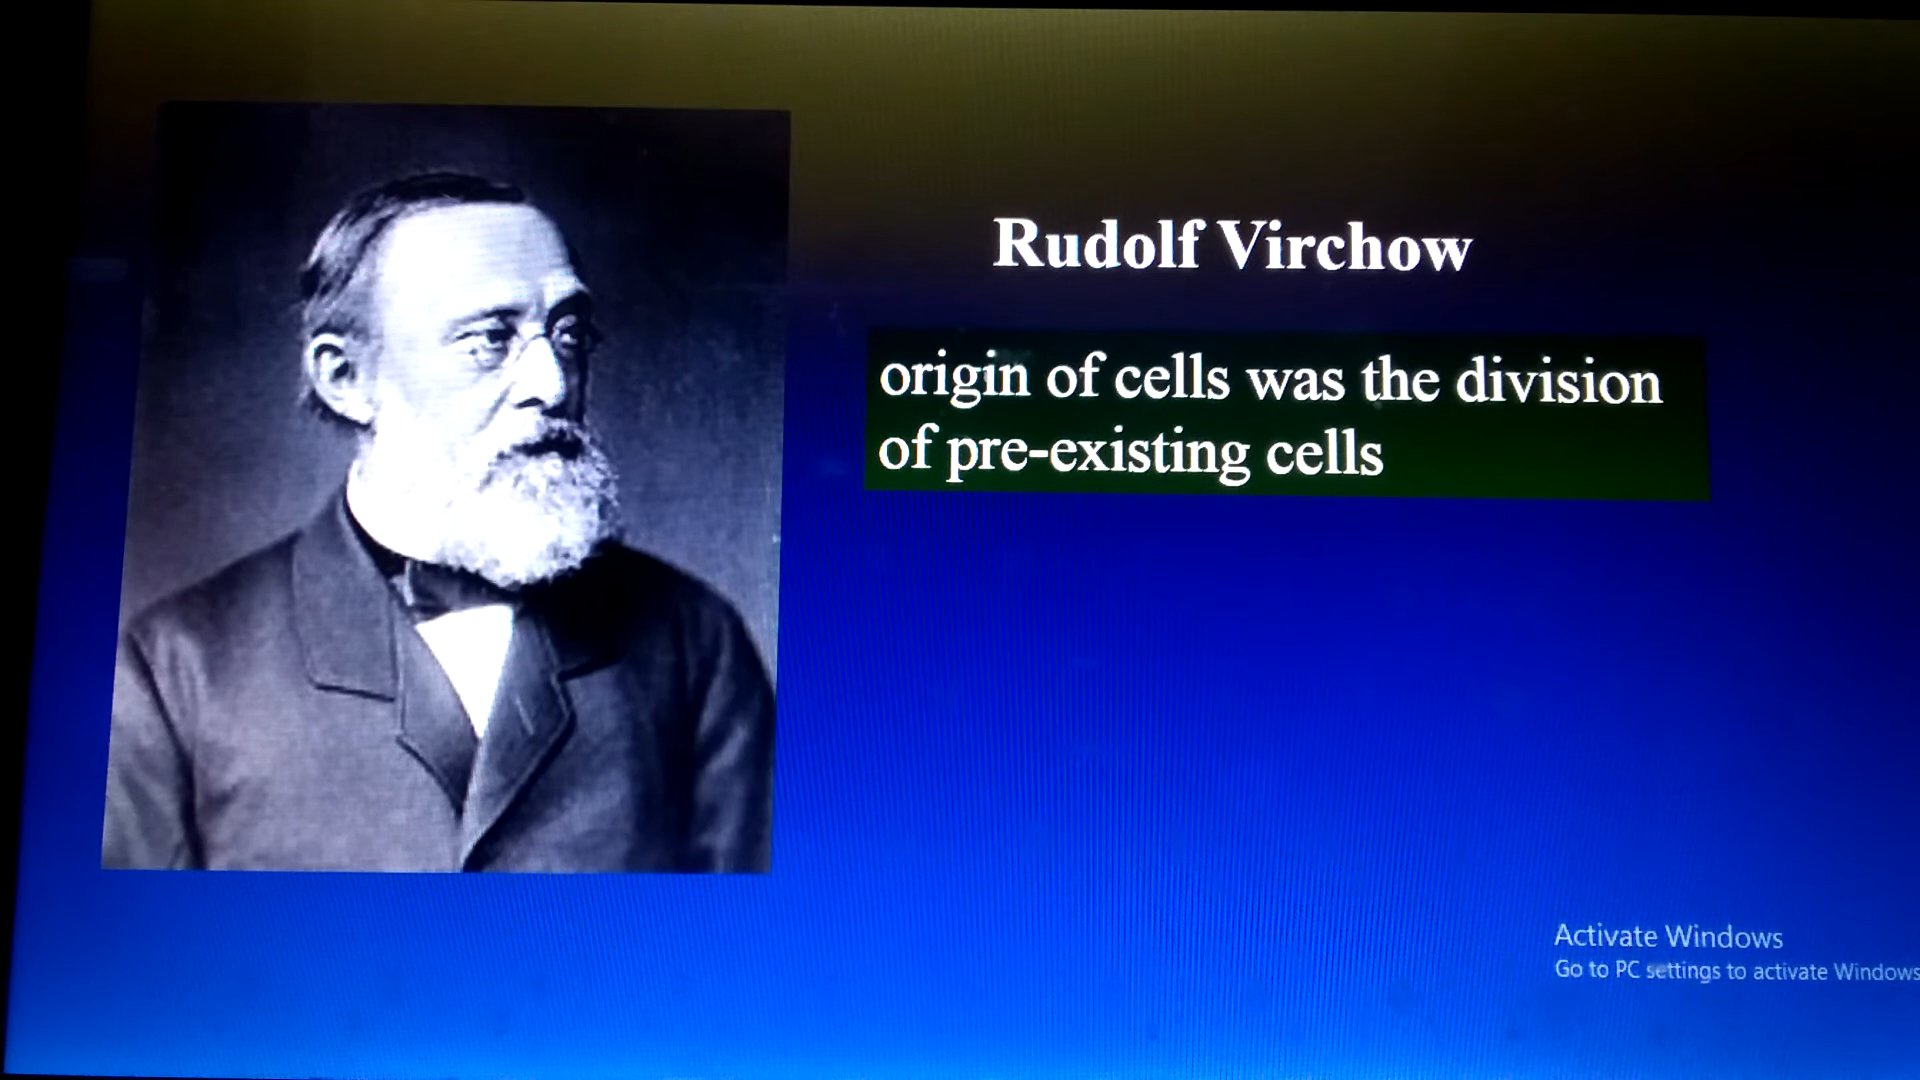 Rudolf Virchow
origin of cells was the division
of pre-existing cells
Activate Windows
Go to PC settings to activate Windows